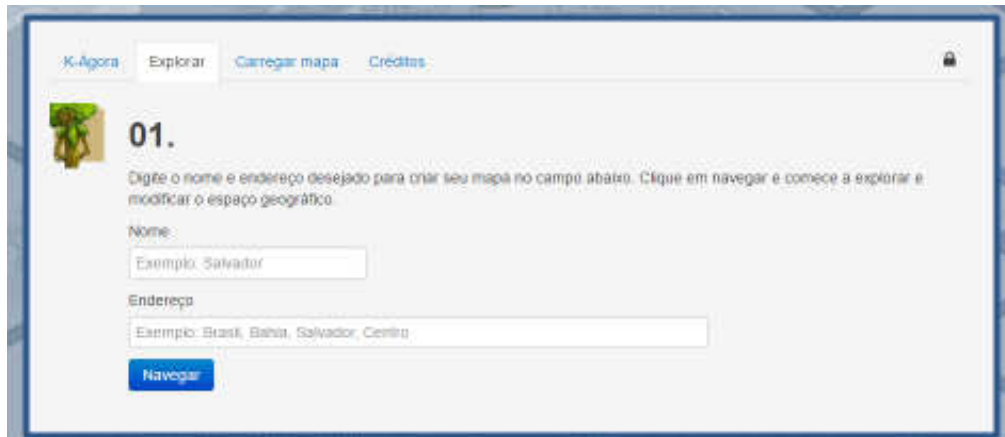 K-Ágora Explorar Carregar mapa Créditos
01.
Digite o nome e endereço desejado para criar seu mapa no campo abaixo. Clique em navegar e comece a explorar e
modificar o espaço geográfico.
Nome
Exemplo: Salvador
Endereço
Exemplo: Brasil, Bahia, Salvador, Centro
Navegar